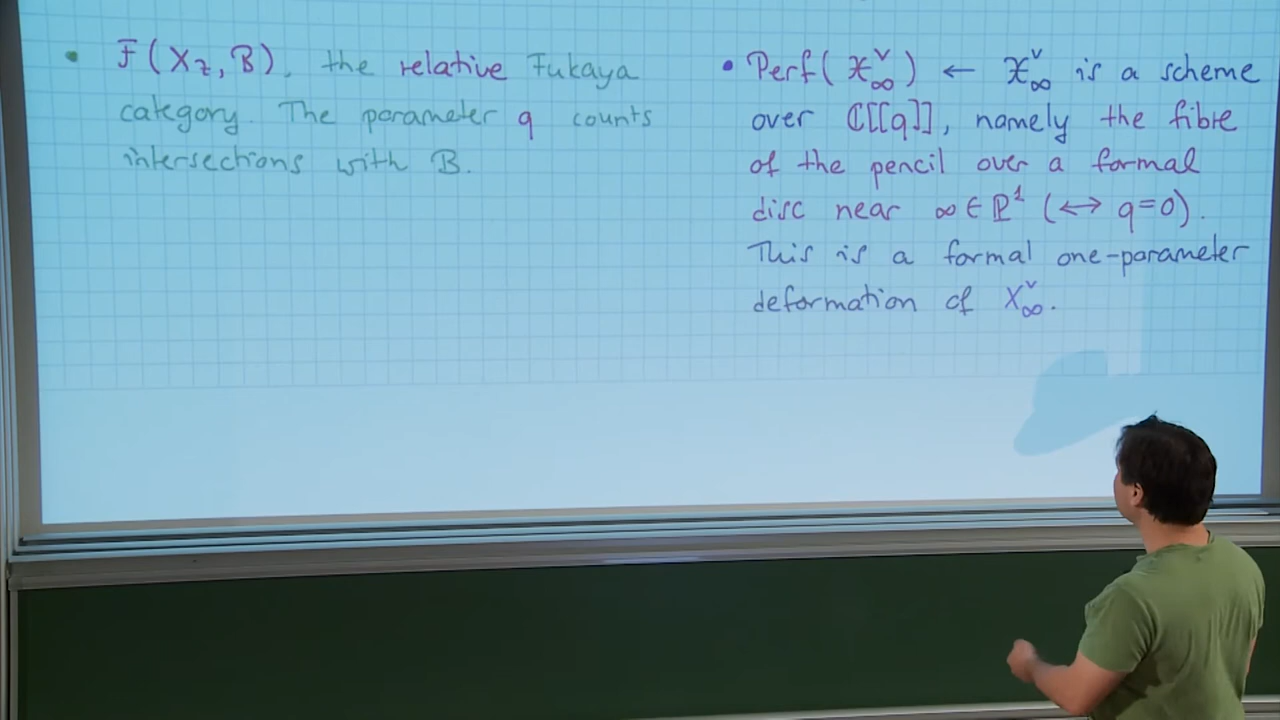 • F(X_z, B), the relative Fukaya
category. The parameter q counts
intersections with B.
• Perf(𝒳^∨_∞) ← 𝒳^∨_∞ is a scheme
over ℂ[[q]], namely the fibre
of the pencil over a formal
disc near ∞ ∈ ℙ^1 (↔ q=0).
This is a formal one-parameter
deformation of X^∨_∞.